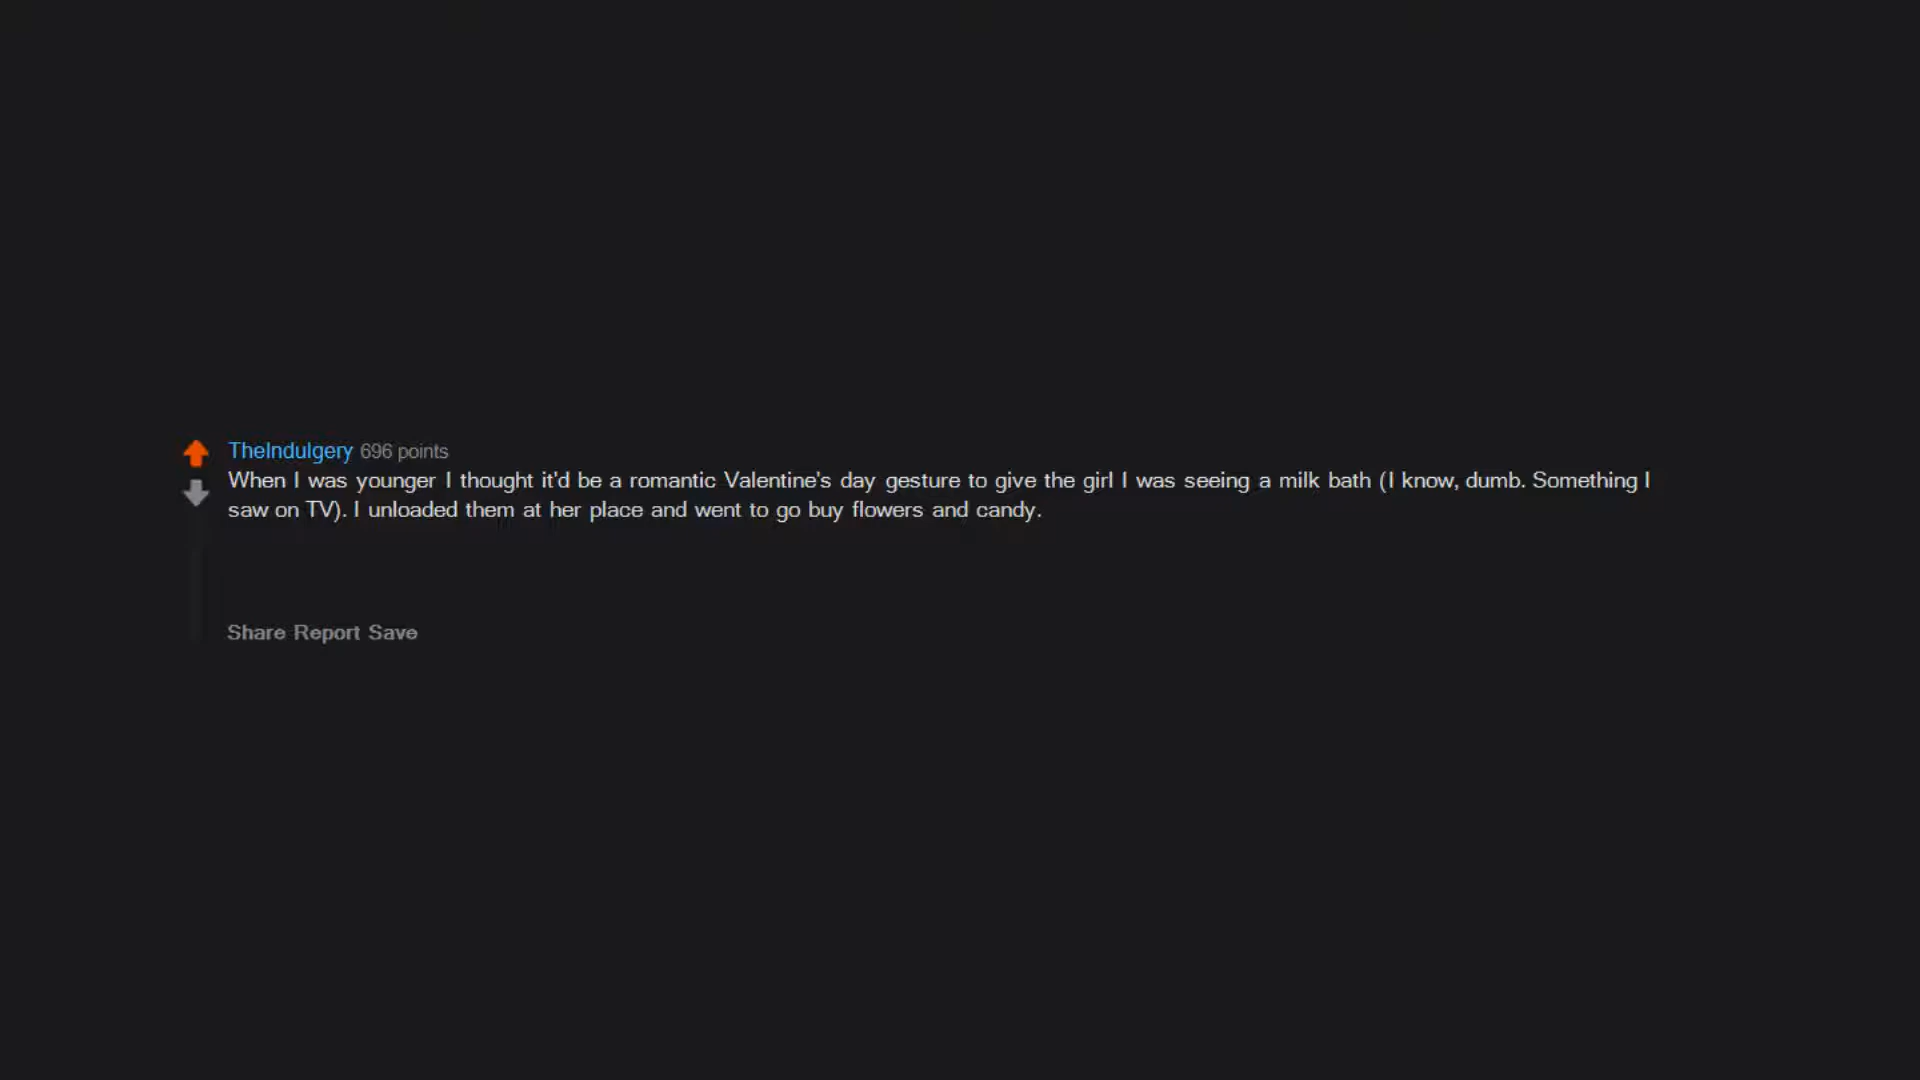 TheIndulgery 696 points
When I was younger I thought it'd be a romantic Valentine's day gesture to give the girl I was seeing a milk bath (I know, dumb. Something I
saw on TV). I unloaded them at her place and went to go buy flowers and candy.
Share Report Save